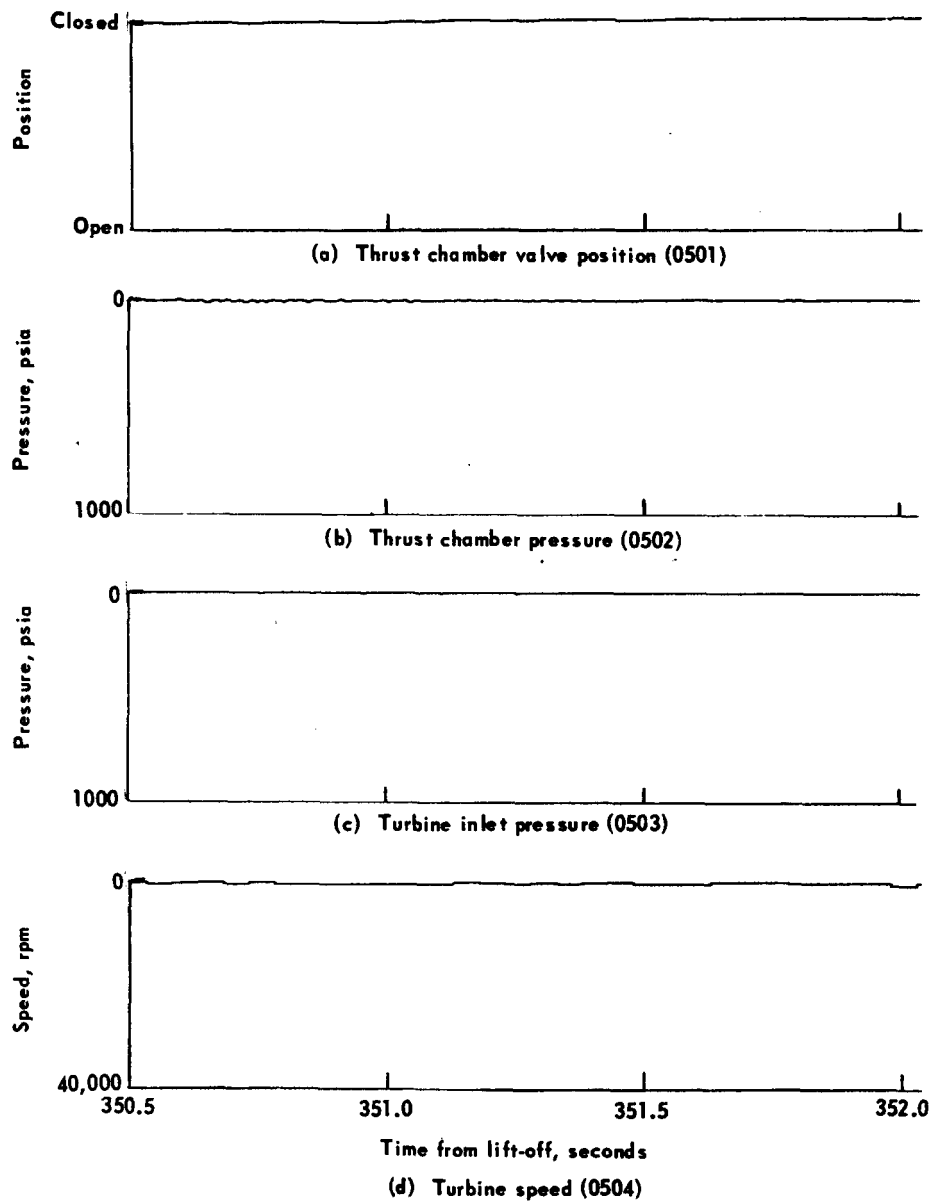 Closed
Position
Open
(a) Thrust chamber valve position (0501)
0
Pressure, psia
1000
(b) Thrust chamber pressure (0502)
0
Pressure, psia
1000
(c) Turbine inlet pressure (0503)
0
Speed, rpm
40,000
350.5 351.0 351.5 352.0
Time from lift-off, seconds
(d) Turbine speed (0504)